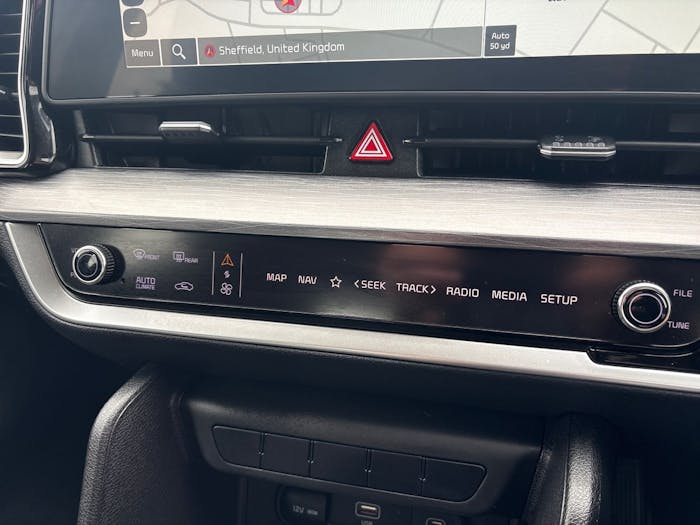 Menu
Sheffield, United Kingdom
Auto
50 yd
FRONT
REAR
AUTO
CLIMATE
MAP
NAV
< SEEK
TRACK >
RADIO
MEDIA
SETUP
FILE
TUNE
12V